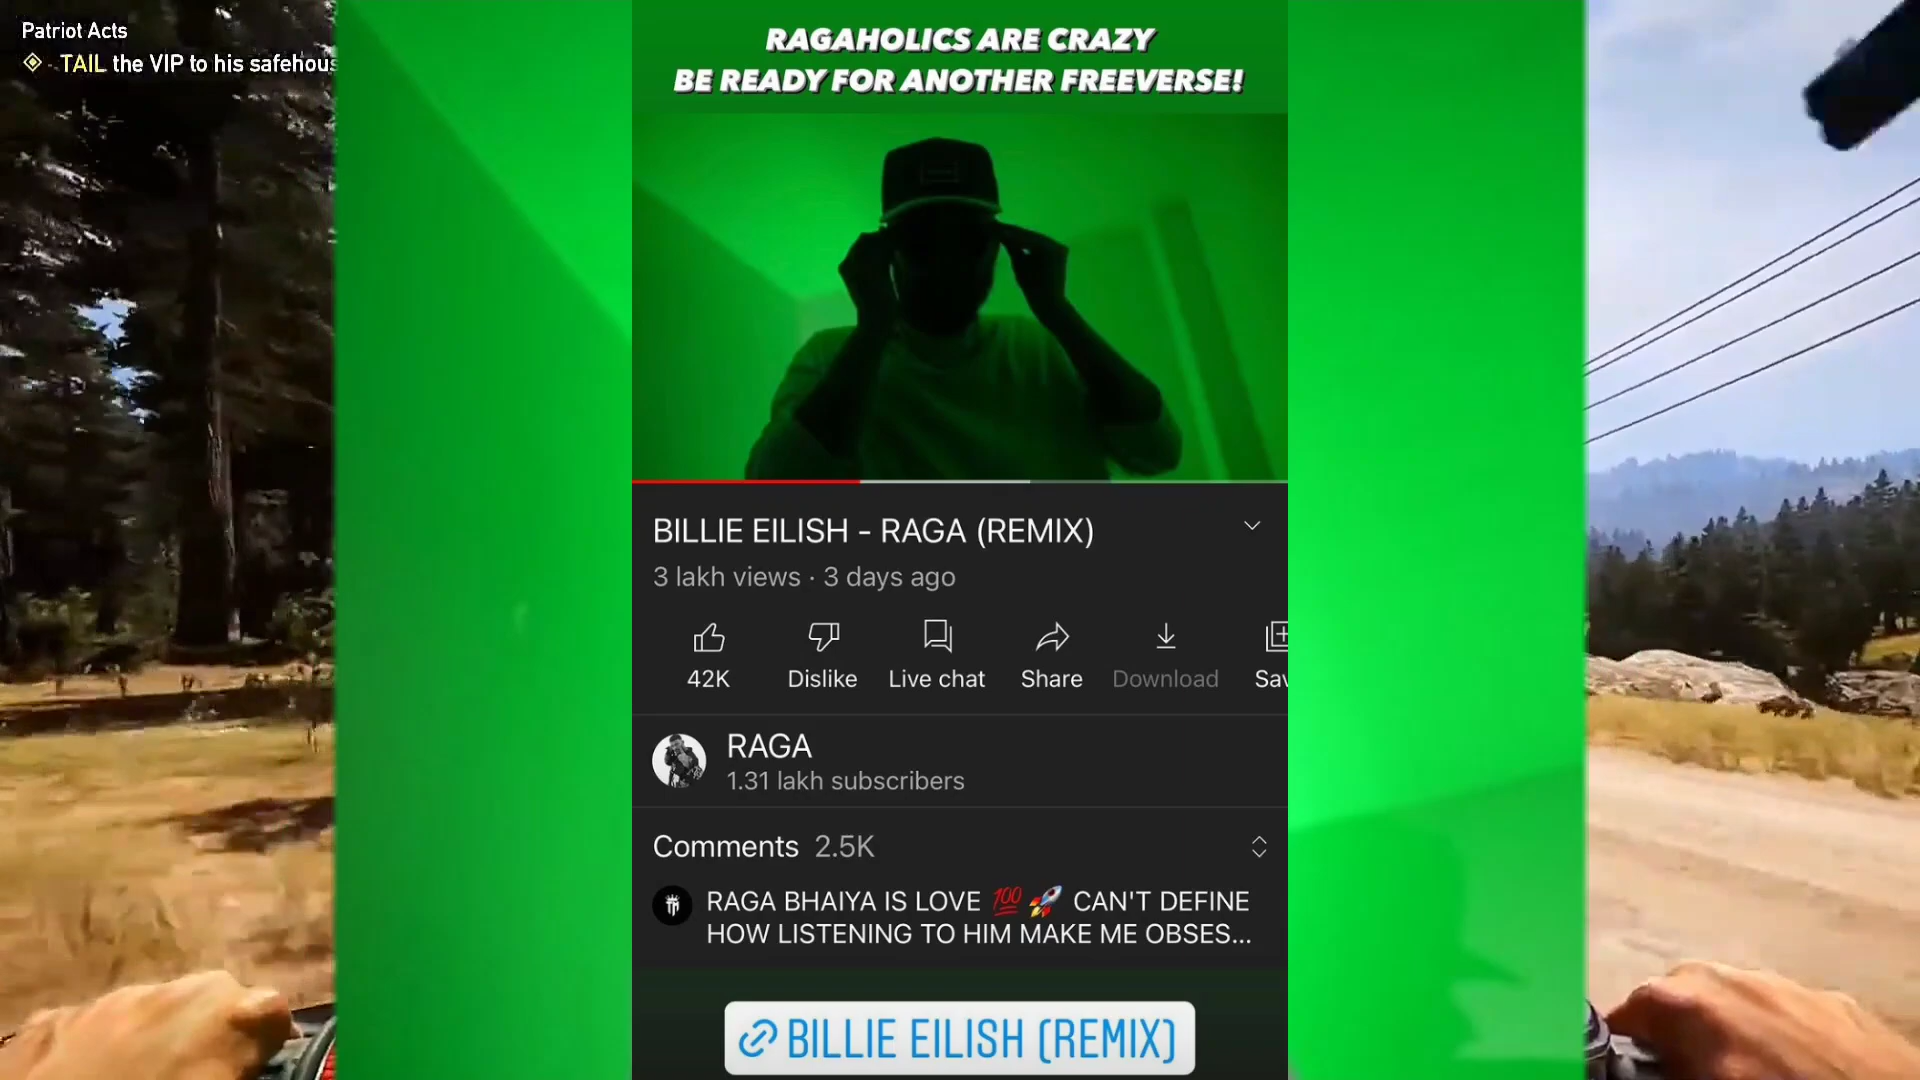 Patriot Acts
TAIL the VIP to his safehous
RAGAHOLICS ARE CRAZY
BE READY FOR ANOTHER FREEVERSE!
BILLIE EILISH - RAGA (REMIX)
3 lakh views · 3 days ago
42K
Dislike
Live chat
Share
Download
Sav
RAGA
1.31 lakh subscribers
Comments 2.5K
RAGA BHAIYA IS LOVE 💯🚀 CAN'T DEFINE
HOW LISTENING TO HIM MAKE ME OBSES...
BILLIE EILISH (REMIX)